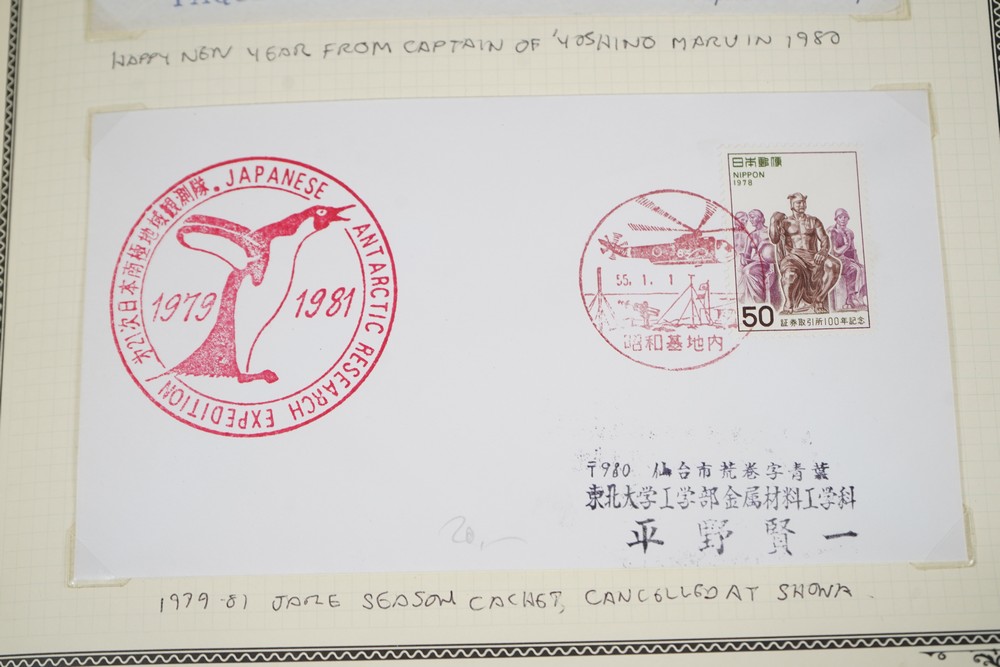 HAPPY NEW YEAR FROM CAPTAIN OF 'YOSHINO MARU IN 1980
第21次日本南極地域観測隊. JAPANESE ANTARCTIC RESEARCH EXPEDITION
1979 1981
日本郵便
NIPPON
1978
50 証券取引所100年記念
55.1.1
昭和基地内
〒980 仙台市荒巻字青葉
東北大学工学部金属材料工学科
平野賢一
20,—
1979-81 JARE SEASON CACHET, CANCELLED AT SHOWA.